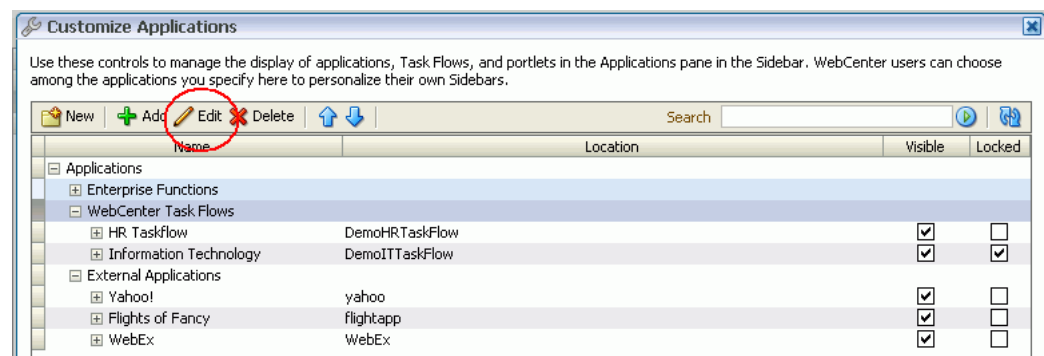 Customize Applications
Use these controls to manage the display of applications, Task Flows, and portlets in the Applications pane in the Sidebar. WebCenter users can choose
among the applications you specify here to personalize their own Sidebars.
New Add Edit Delete Search
Name Location Visible Locked
Applications
Enterprise Functions
WebCenter Task Flows
HR Taskflow DemoHRTaskFlow
Information Technology DemoITTaskFlow
External Applications
Yahoo! yahoo
Flights of Fancy flightapp
WebEx WebEx